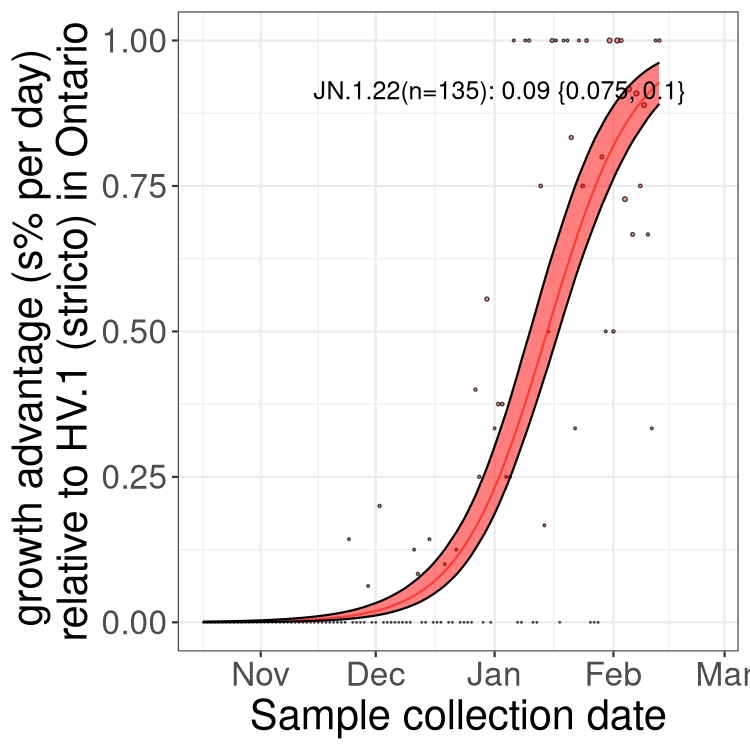 growth advantage (s% per day)
relative to HV.1 (stricto) in Ontario
1.00
0.75
0.50
0.25
0.00
JN.1.22(n=135): 0.09 {0.075, 0.1}
Nov Dec Jan Feb Mar
Sample collection date